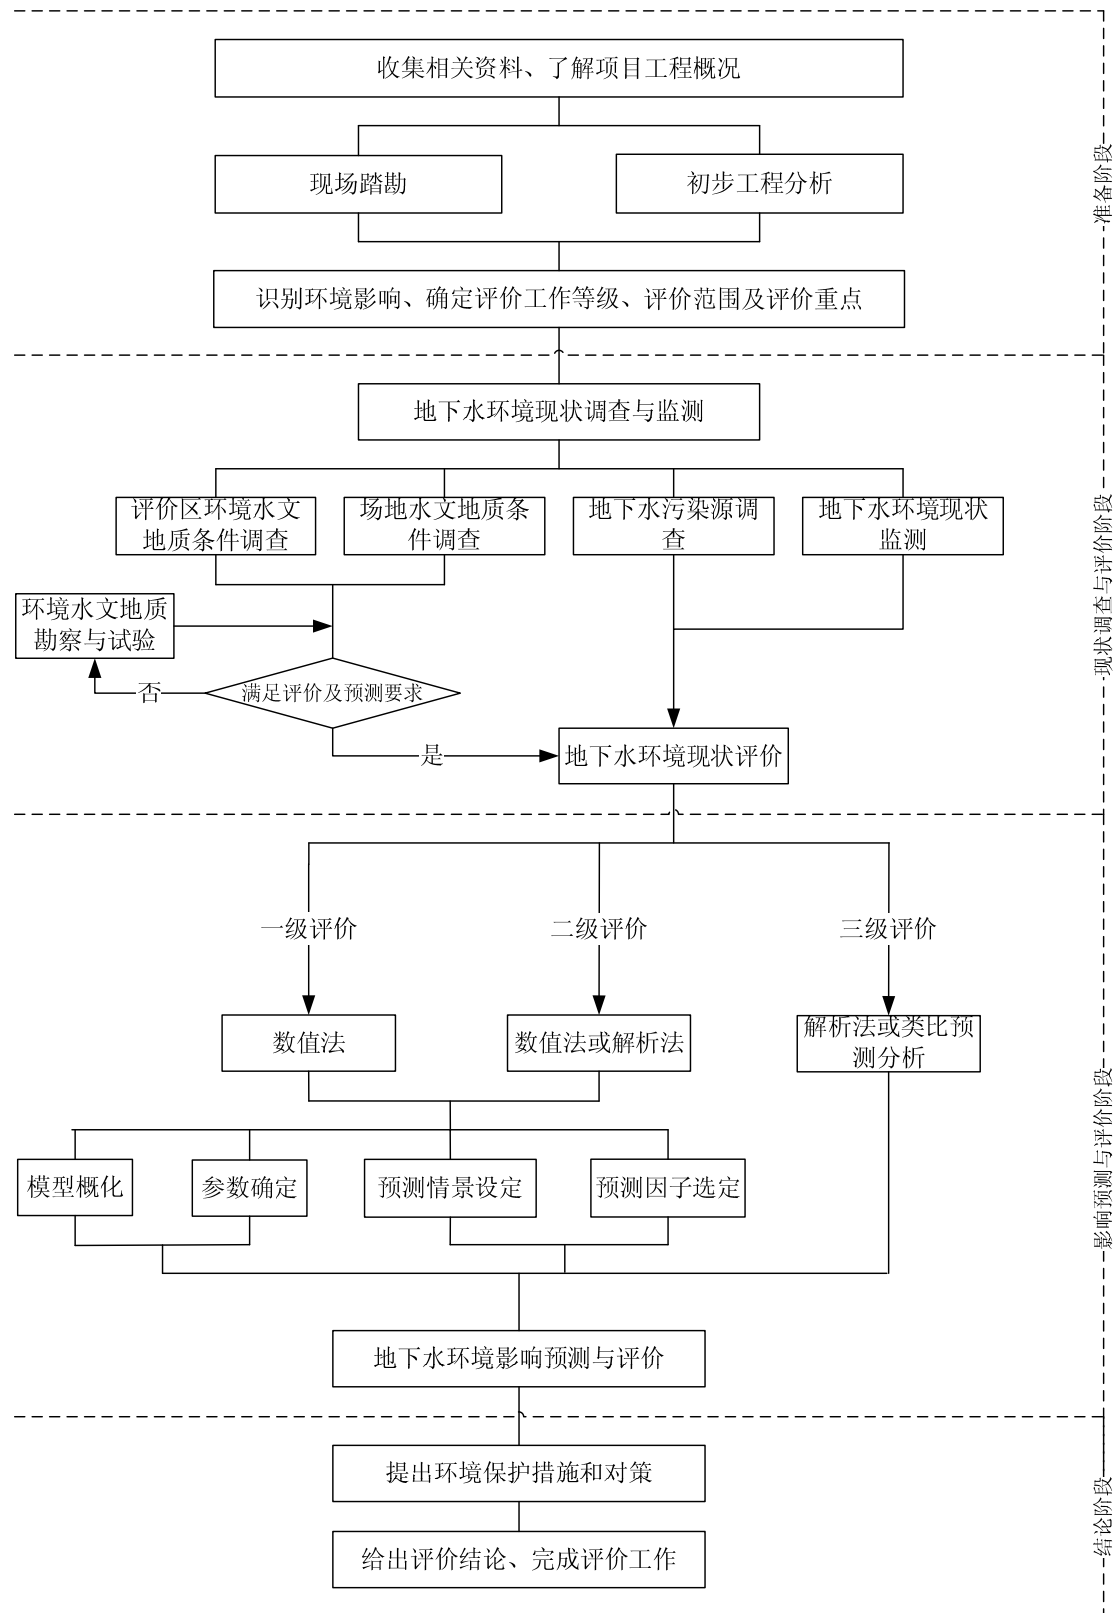 收集相关资料、了解项目工程概况
现场踏勘
初步工程分析
准备阶段
识别环境影响、确定评价工作等级、评价范围及评价重点
地下水环境现状调查与监测
评价区环境水文
地质条件调查
场地水文地质条
件调查
地下水污染源调
查
地下水环境现状
监测
现状调查与评价阶段
环境水文地质
勘察与试验
否
满足评价及预测要求
是
地下水环境现状评价
一级评价
二级评价
三级评价
数值法
数值法或解析法
解析法或类比预
测分析
影响预测与评价阶段
模型概化
参数确定
预测情景设定
预测因子选定
地下水环境影响预测与评价
提出环境保护措施和对策
结论阶段
给出评价结论、完成评价工作